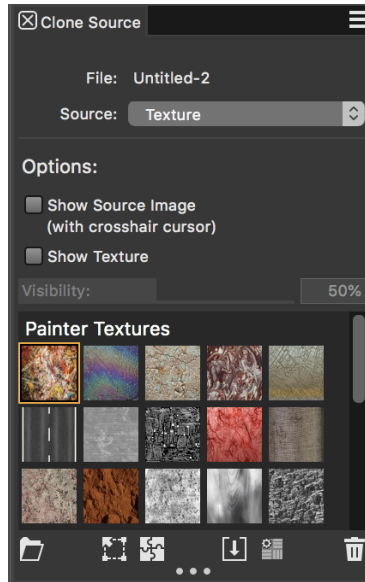 Clone Source
File: Untitled-2
Source: Texture
Options:
Show Source Image
(with crosshair cursor)
Show Texture
Visibility: 50%
Painter Textures